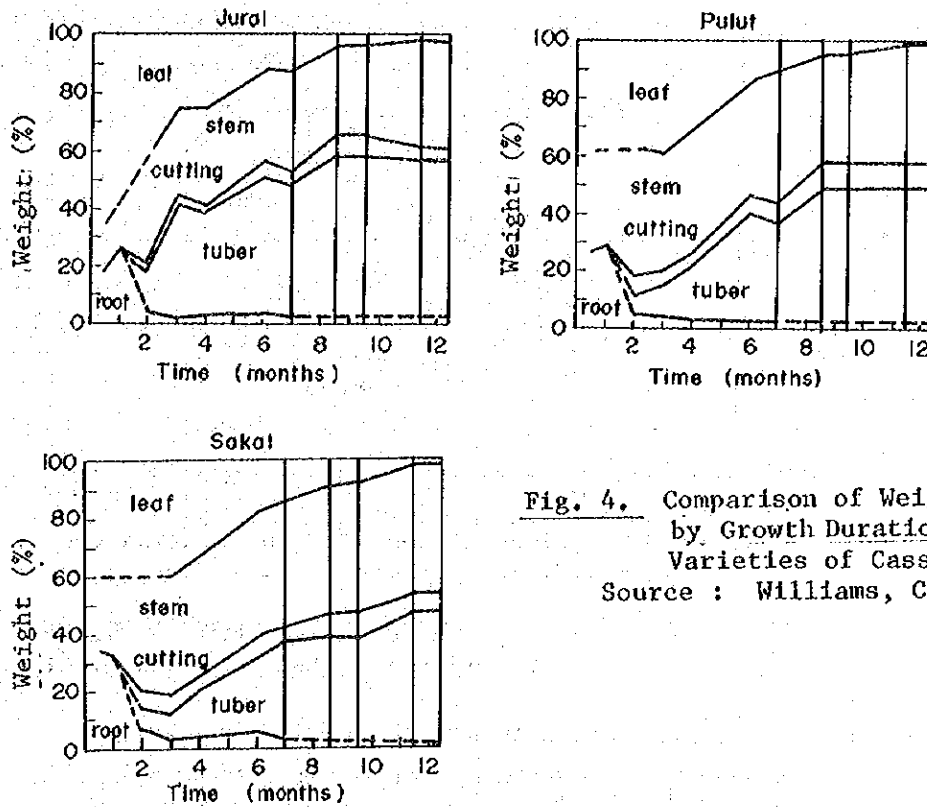 Jurai
100
80
60
40
20
0
Weight (%)
leaf
stem
cutting
tuber
root
2 4 6 8 10 12
Time (months)
Pulut
100
80
60
40
20
0
Weight (%)
leaf
stem
cutting
tuber
root
2 4 6 8 10 12
Time (months)
Sakai
100
80
60
40
20
0
Weight (%)
leaf
stem
cutting
tuber
root
2 4 6 8 10 12
Time (months)
Fig. 4. Comparison of Wei
by Growth Duratio
Varieties of Cass
Source : Williams, C